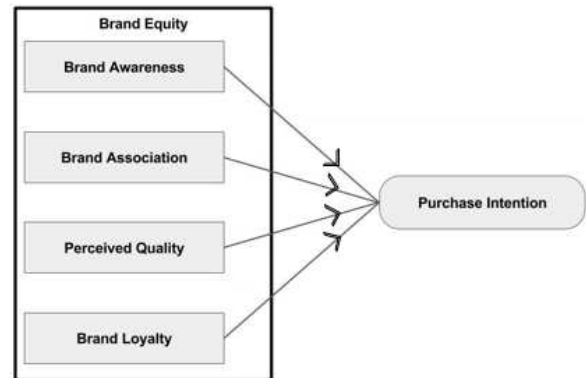 Brand Equity
Brand Awareness
Brand Association
Perceived Quality
Brand Loyalty
Purchase Intention